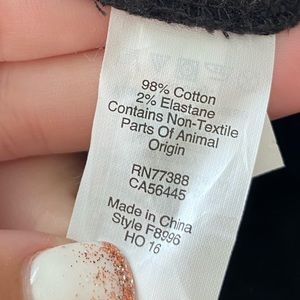 98% Cotton
2% Elastane
Contains Non-Textile
Parts Of Animal
Origin
RN77388
CA56445
Made in China
Style F8996
HO 16